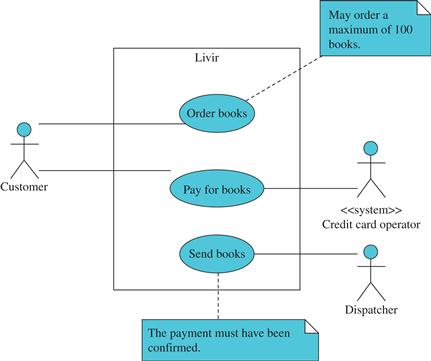 May order a
maximum of 100
books.
Livir
Order books
Customer
Pay for books
<<system>>
Credit card operator
Send books
Dispatcher
The payment must have been
confirmed.